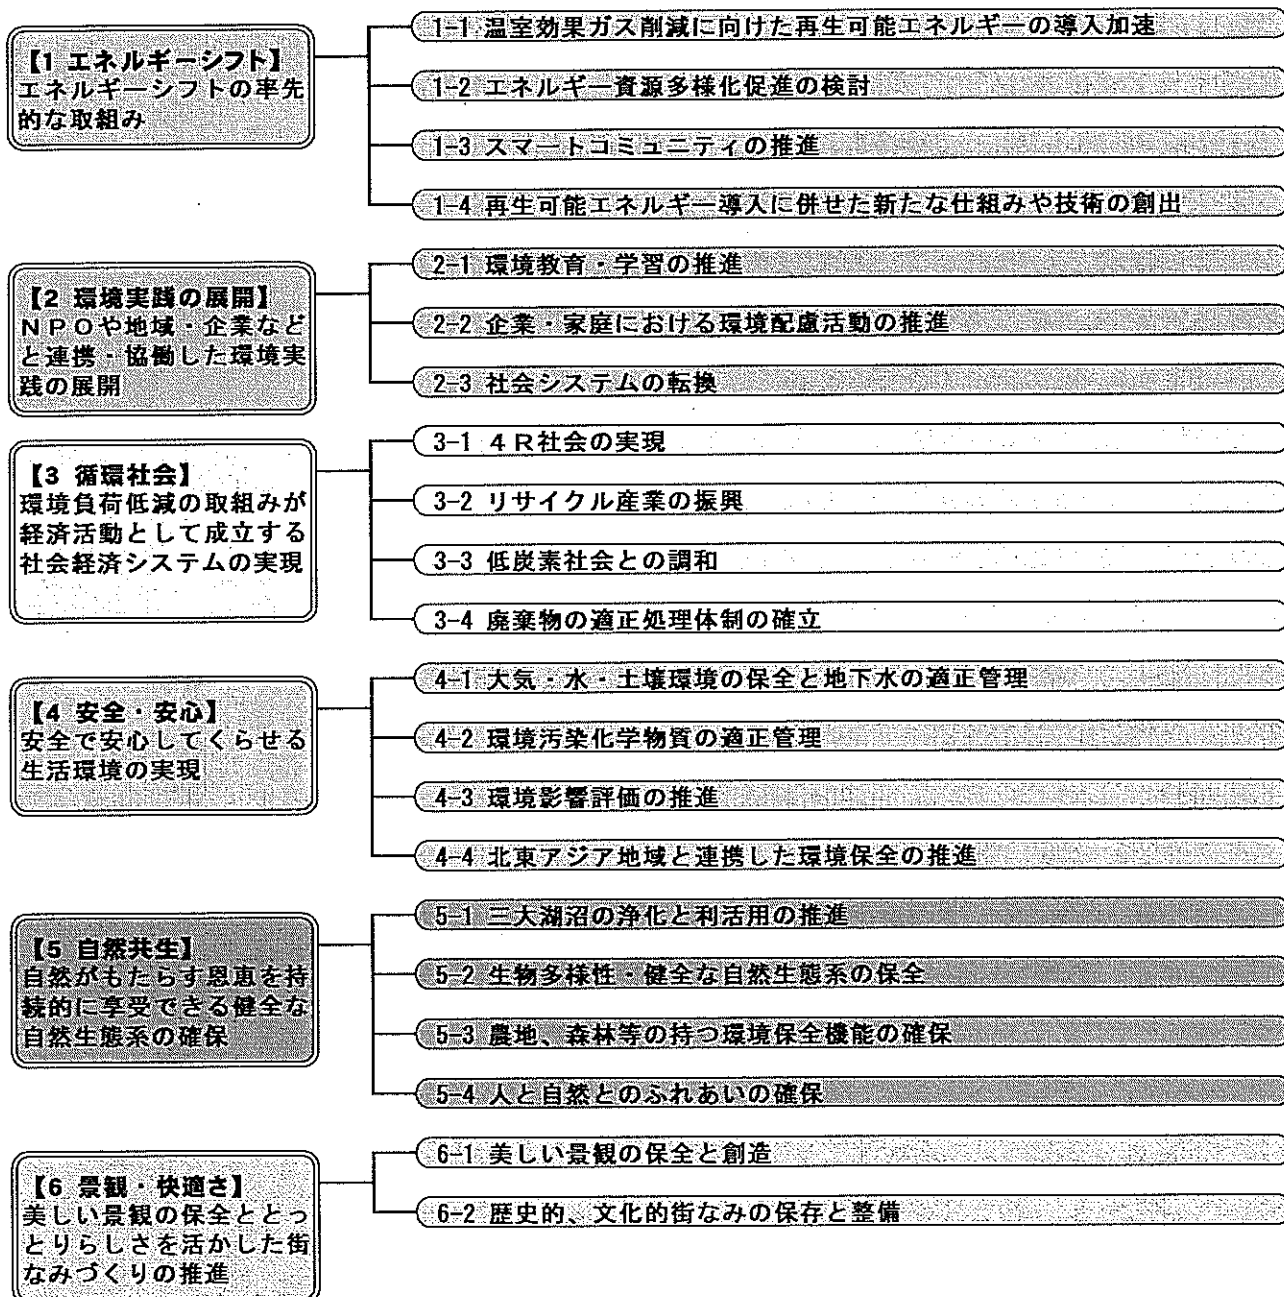 【1 エネルギーシフト】
エネルギーシフトの率先
的な取組み
1-1 温室効果ガス削減に向けた再生可能エネルギーの導入加速
1-2 エネルギー資源多様化促進の検討
1-3 スマートコミュニティの推進
1-4 再生可能エネルギー導入に併せた新たな仕組みや技術の創出
【2 環境実践の展開】
NPOや地域・企業など
と連携・協働した環境実
践の展開
2-1 環境教育・学習の推進
2-2 企業・家庭における環境配慮活動の推進
2-3 社会システムの転換
【3 循環社会】
環境負荷低減の取組みが
経済活動として成立する
社会経済システムの実現
3-1 4R社会の実現
3-2 リサイクル産業の振興
3-3 低炭素社会との調和
3-4 廃棄物の適正処理体制の確立
【4 安全・安心】
安全で安心してくらせる
生活環境の実現
4-1 大気・水・土壌環境の保全と地下水の適正管理
4-2 環境汚染化学物質の適正管理
4-3 環境影響評価の推進
4-4 北東アジア地域と連携した環境保全の推進
【5 自然共生】
自然がもたらす恩恵を持
続的に享受できる健全な
自然生態系の確保
5-1 三大湖沼の浄化と利活用の推進
5-2 生物多様性・健全な自然生態系の保全
5-3 農地、森林等の持つ環境保全機能の確保
5-4 人と自然とのふれあいの確保
【6 景観・快適さ】
美しい景観の保全ととっ
とりらしさを活かした街
なみづくりの推進
6-1 美しい景観の保全と創造
6-2 歴史的、文化的街なみの保存と整備